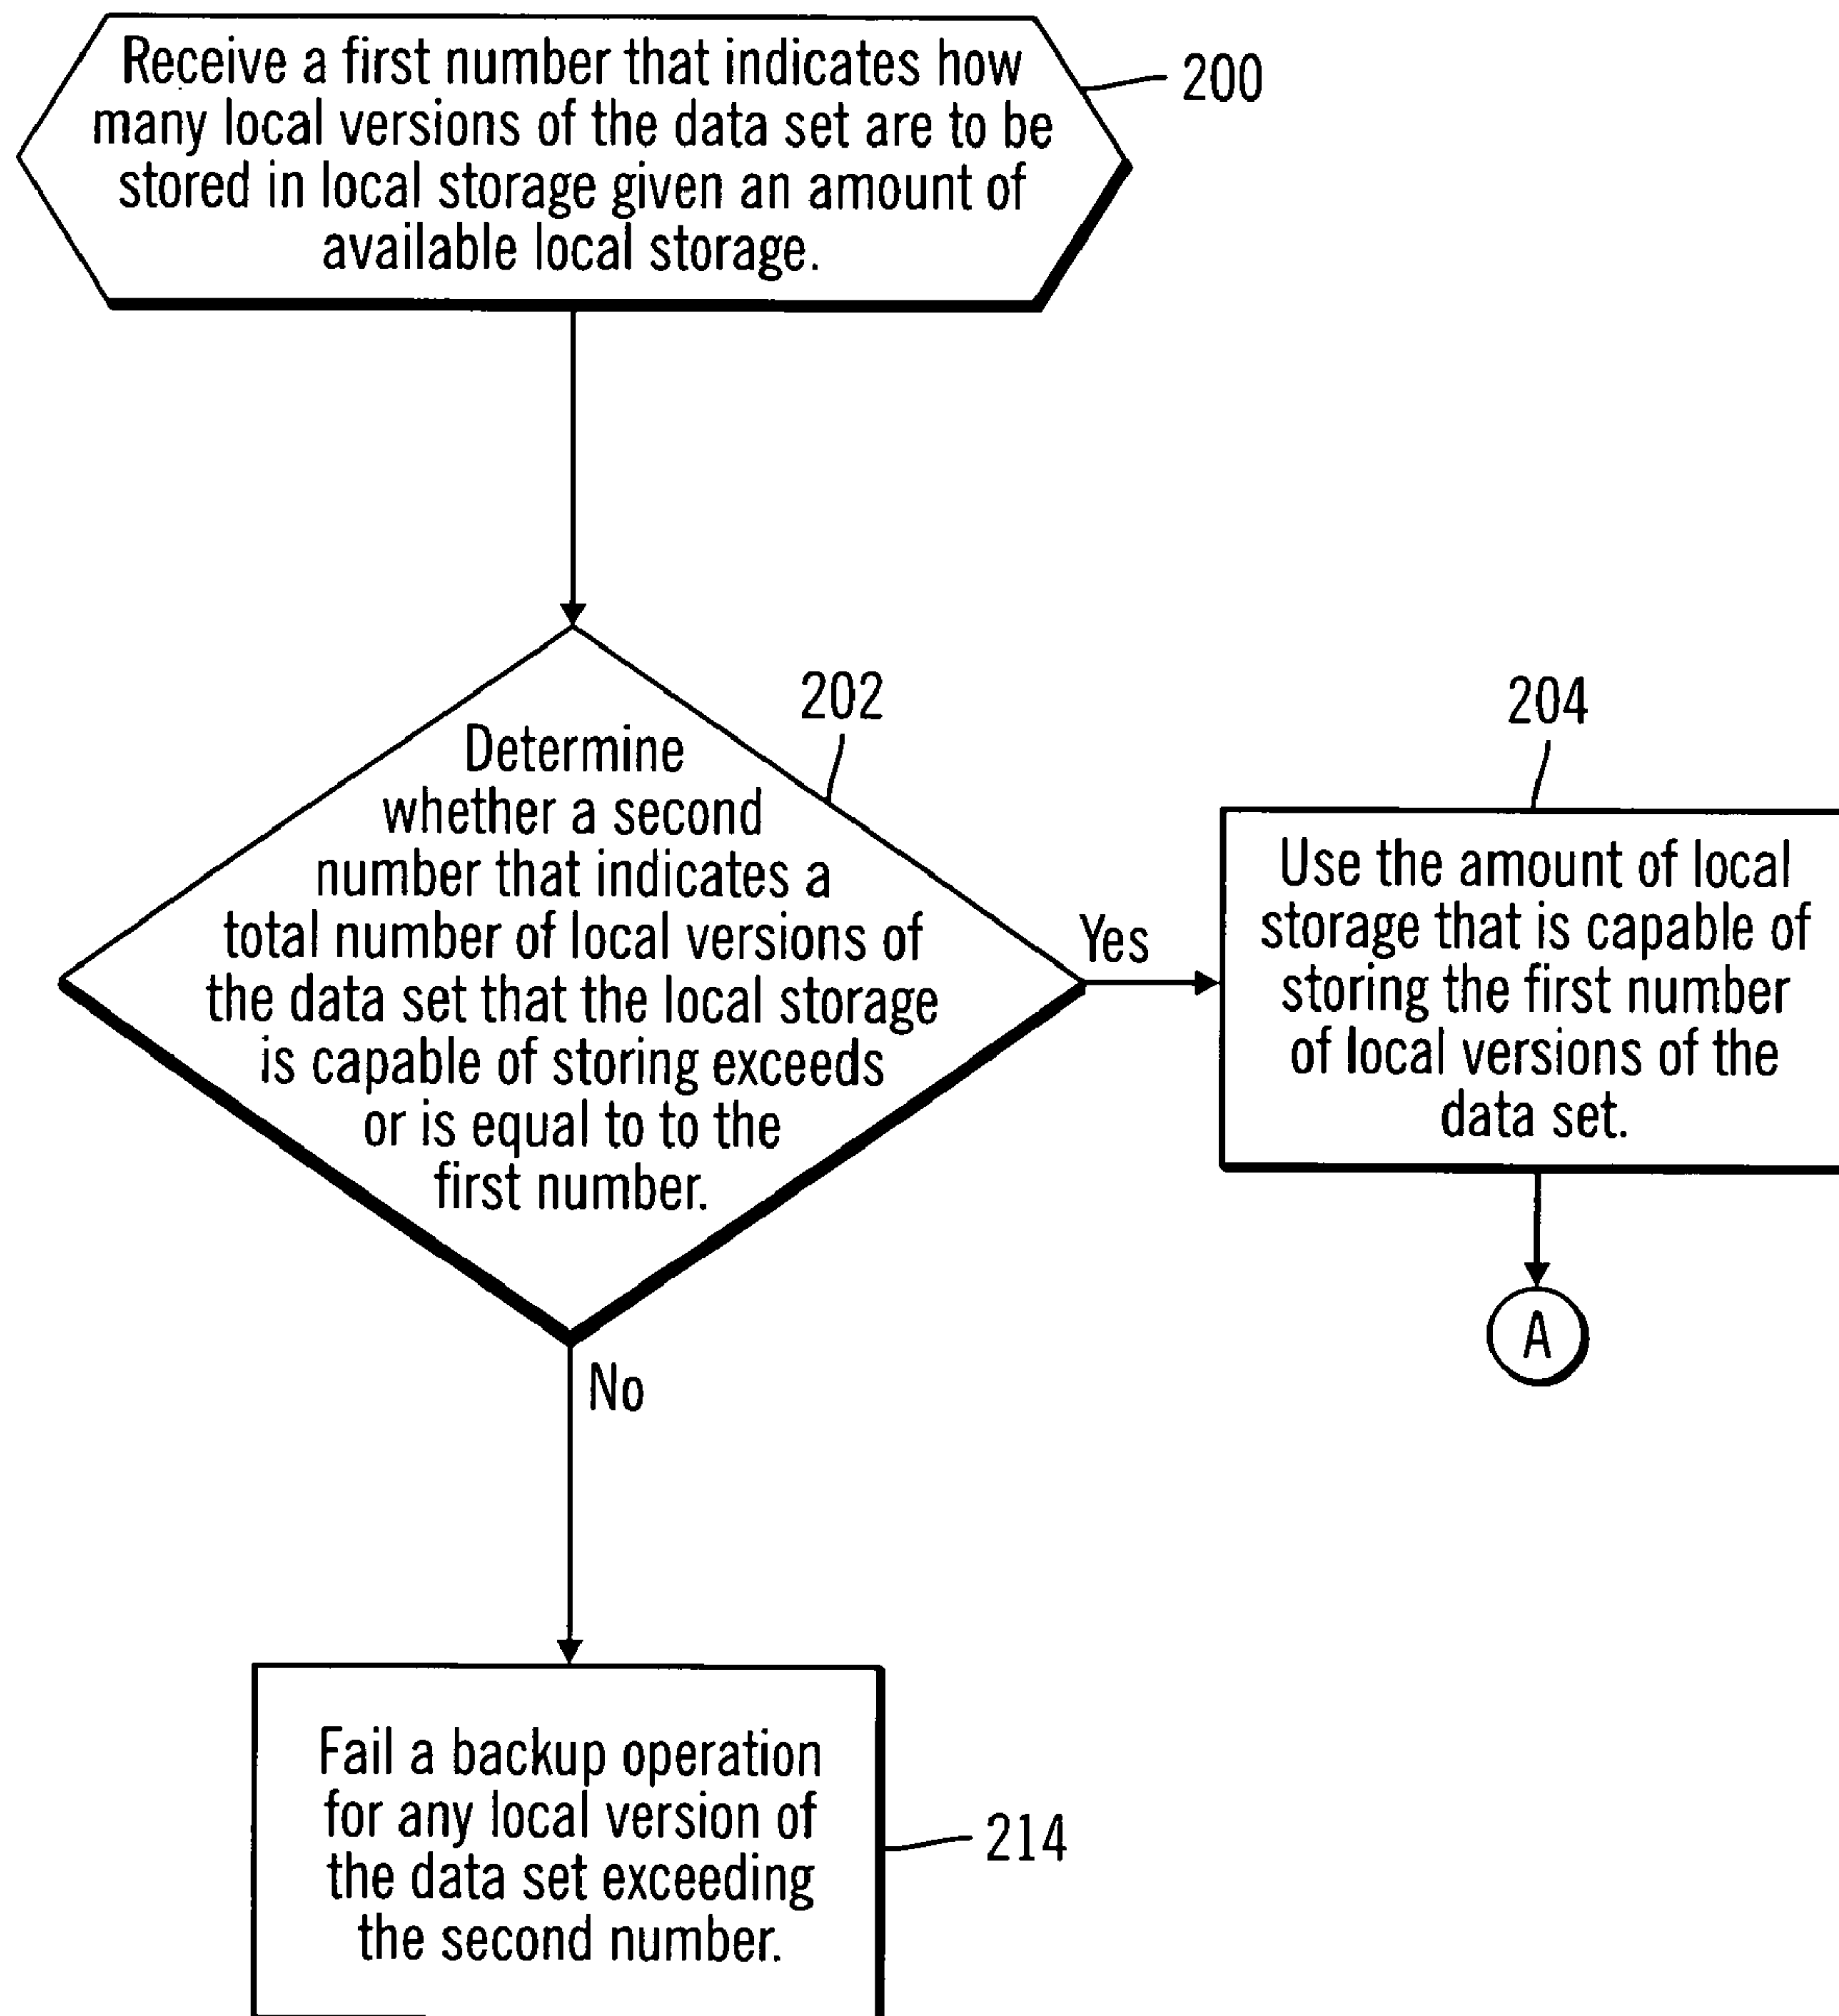 Receive a first number that indicates how
many local versions of the data set are to be
stored in local storage given an amount of
available local storage.
200
Determine
whether a second
number that indicates a
total number of local versions of
the data set that the local storage
is capable of storing exceeds
or is equal to to the
first number.
202
Yes
204
Use the amount of local
storage that is capable of
storing the first number
of local versions of the
data set.
A
No
Fail a backup operation
for any local version of
the data set exceeding
the second number.
214